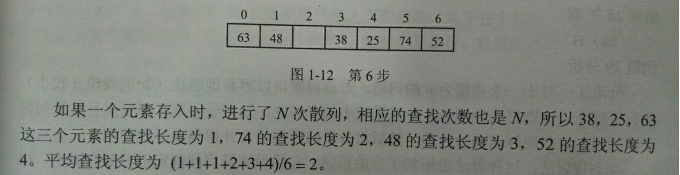 0 1 2 3 4 5 6
63 48 38 25 74 52
图 1-12 第 6 步
如果一个元素存入时，进行了 N 次散列，相应的查找次数也是 N，所以 38，25，63
这三个元素的查找长度为 1，74 的查找长度为 2，48 的查找长度为 3，52 的查找长度为
4。平均查找长度为 (1+1+1+2+3+4)/6 = 2。